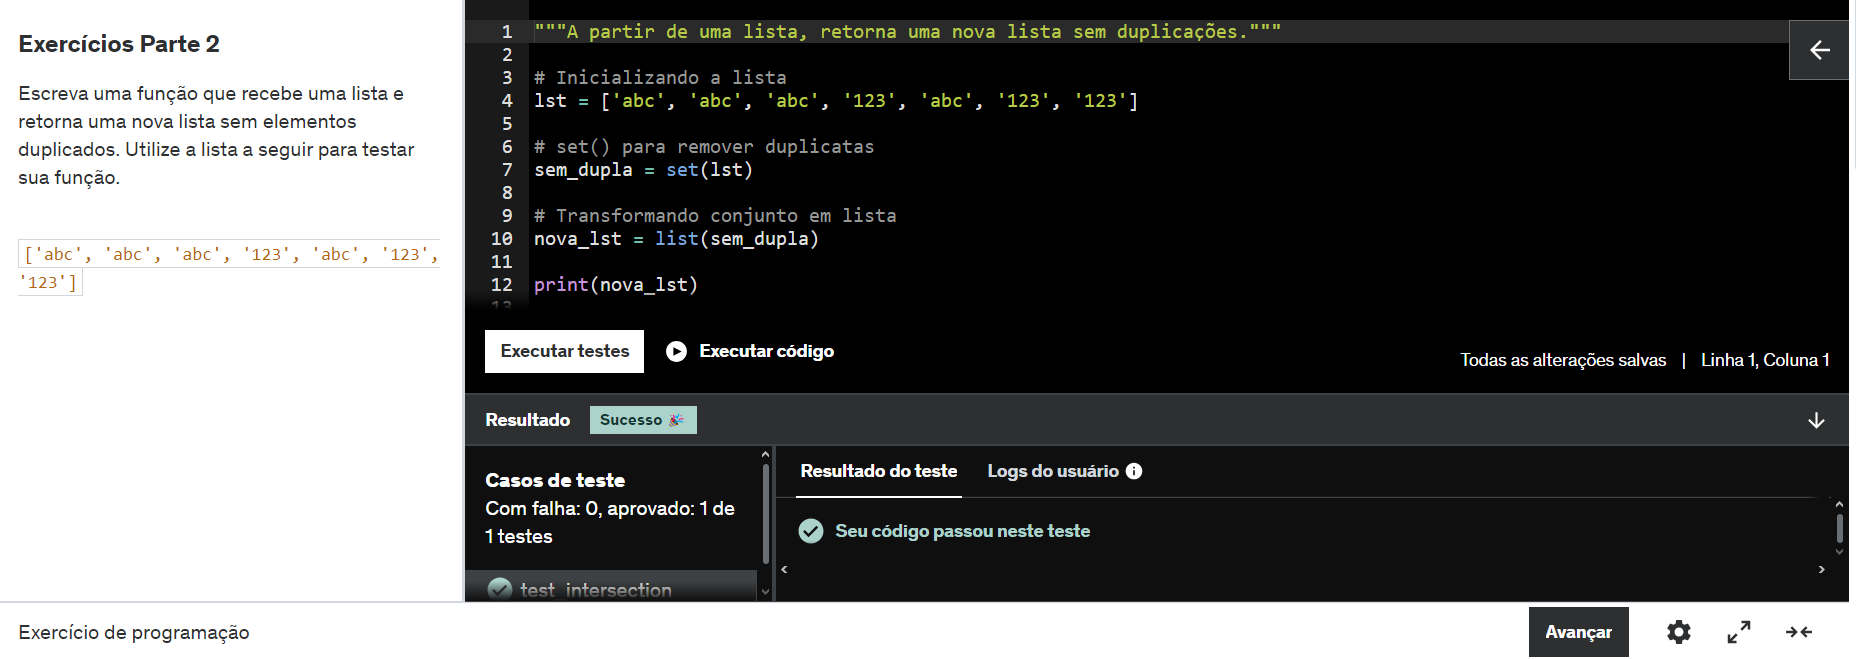 Exercícios Parte 2
Escreva uma função que recebe uma lista e
retorna uma nova lista sem elementos
duplicados. Utilize a lista a seguir para testar
sua função.
['abc', 'abc', 'abc', '123', 'abc', '123',
'123']
1 """A partir de uma lista, retorna uma nova lista sem duplicações."""
2
3 # Inicializando a lista
4 lst = ['abc', 'abc', 'abc', '123', 'abc', '123', '123']
5
6 # set() para remover duplicatas
7 sem_dupla = set(lst)
8
9 # Transformando conjunto em lista
10 nova_lst = list(sem_dupla)
11
12 print(nova_lst)
13
Executar testes
Executar código
Todas as alterações salvas | Linha 1, Coluna 1
Resultado
Sucesso 🎉
Casos de teste
Com falha: 0, aprovado: 1 de
1 testes
test_intersection
Resultado do teste
Logs do usuário
Seu código passou neste teste
Exercício de programação
Avançar